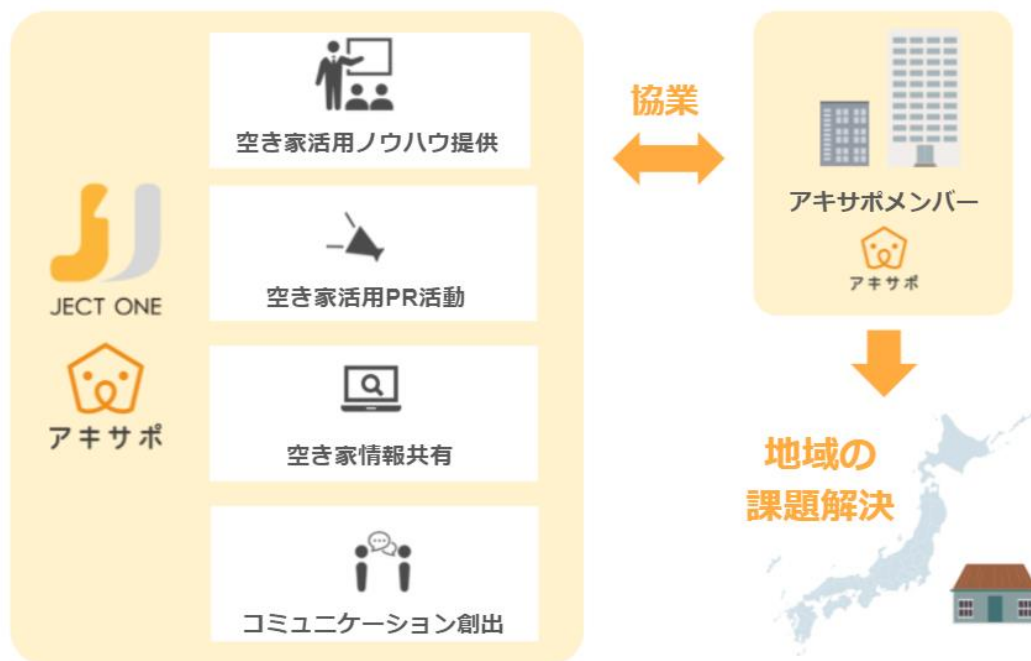 空き家活用ノウハウ提供
空き家活用PR活動
JECT ONE
アキサポ
空き家情報共有
コミュニケーション創出
協業
アキサポメンバー
アキサポ
地域の
課題解決